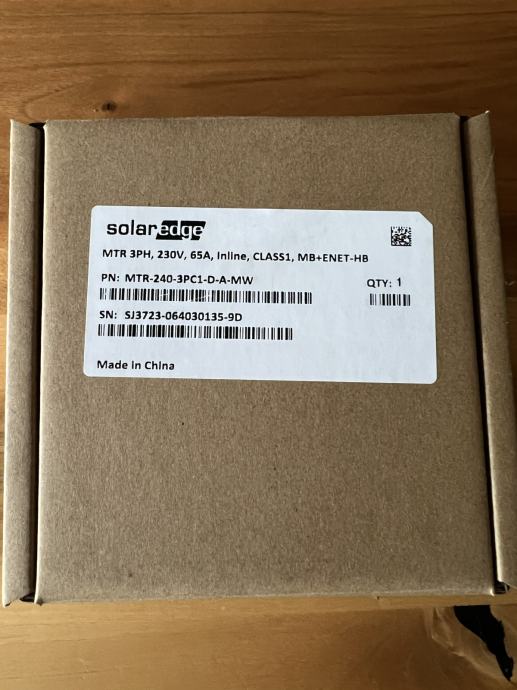 solaredge
MTR 3PH, 230V, 65A, Inline, CLASS1, MB+ENET-HB
PN: MTR-240-3PC1-D-A-MW
QTY: 1
SN: SJ3723-064030135-9D
Made in China